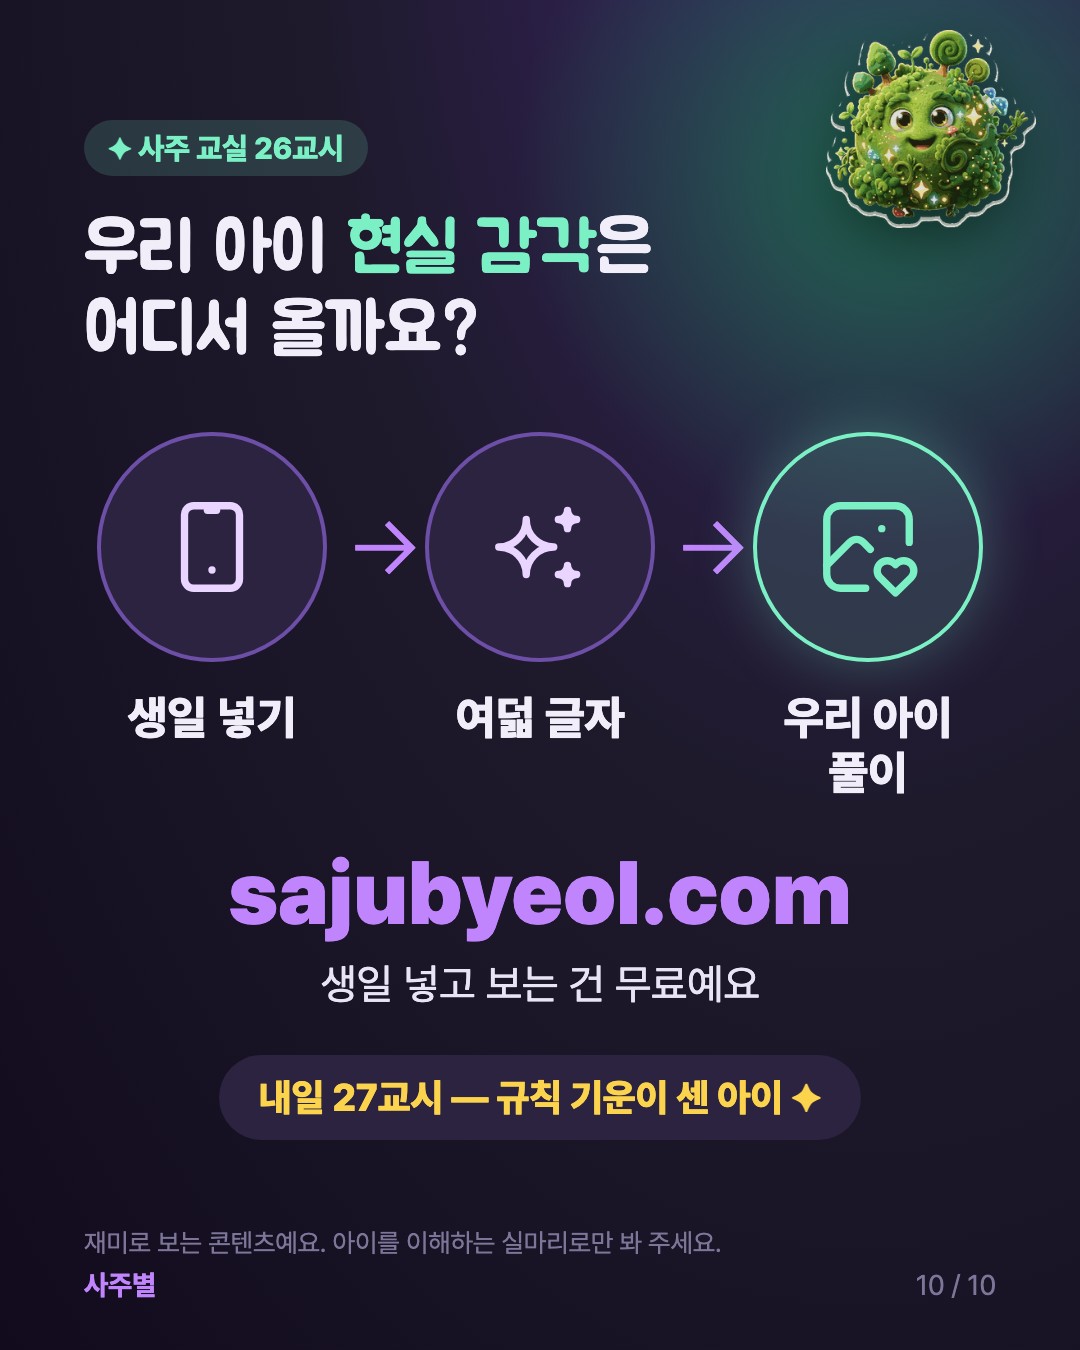 ✦ 사주 교실 26교시
우리 아이 현실 감각은
어디서 올까요?
생일 넣기
여덟 글자
우리 아이
풀이
sajubyeol.com
생일 넣고 보는 건 무료예요
내일 27교시 — 규칙 기운이 센 아이 ✦
재미로 보는 콘텐츠예요. 아이를 이해하는 실마리로만 봐 주세요.
사주별
10 / 10